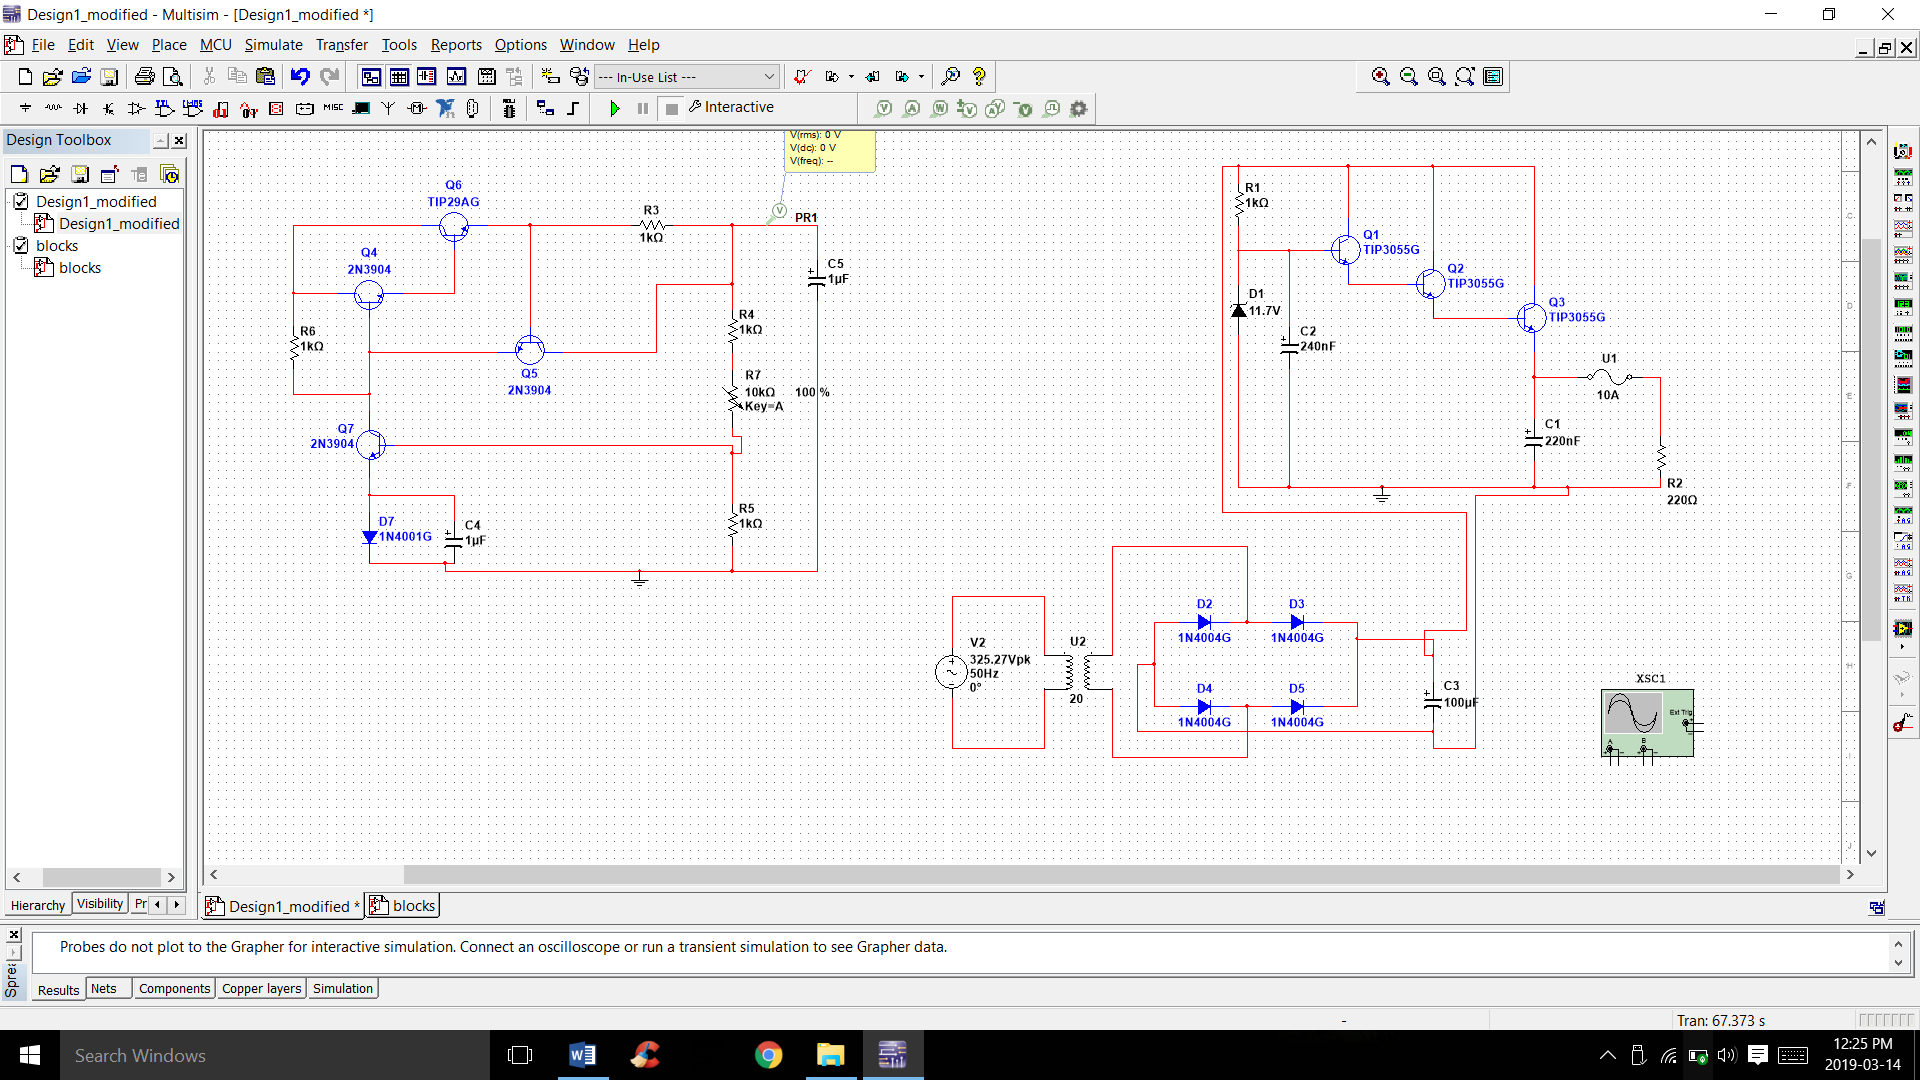 Design1_modified - Multisim - [Design1_modified *]
File Edit View Place MCU Simulate Transfer Tools Reports Options Window Help
--- In-Use List ---
MISC
Interactive
Design Toolbox
Design1_modified
Design1_modified
blocks
blocks
V(rms): 0 V
V(dc): 0 V
V(freq): --
PR1
Q6
TIP29AG
R3
1kΩ
Q4
2N3904
C5
1µF
R6
1kΩ
R4
1kΩ
Q5
2N3904
R7
10kΩ 100 %
Key=A
Q7
2N3904
D7
1N4001G
C4
1µF
R5
1kΩ
R1
1kΩ
Q1
TIP3055G
Q2
TIP3055G
D1
11.7V
Q3
TIP3055G
C2
240nF
U1
10A
C1
220nF
R2
220Ω
V2
325.27Vpk
50Hz
0°
U2
20
D2
1N4004G
D3
1N4004G
D4
1N4004G
D5
1N4004G
C3
100µF
XSC1
Ext Trig
A B
C
D
E
F
G
H
I
J
Hierarchy Visibility Pr
Design1_modified * blocks
Probes do not plot to the Grapher for interactive simulation. Connect an oscilloscope or run a transient simulation to see Grapher data.
Results Nets Components Copper layers Simulation
- Tran: 67.373 s
Search Windows
12:25 PM
2019-03-14